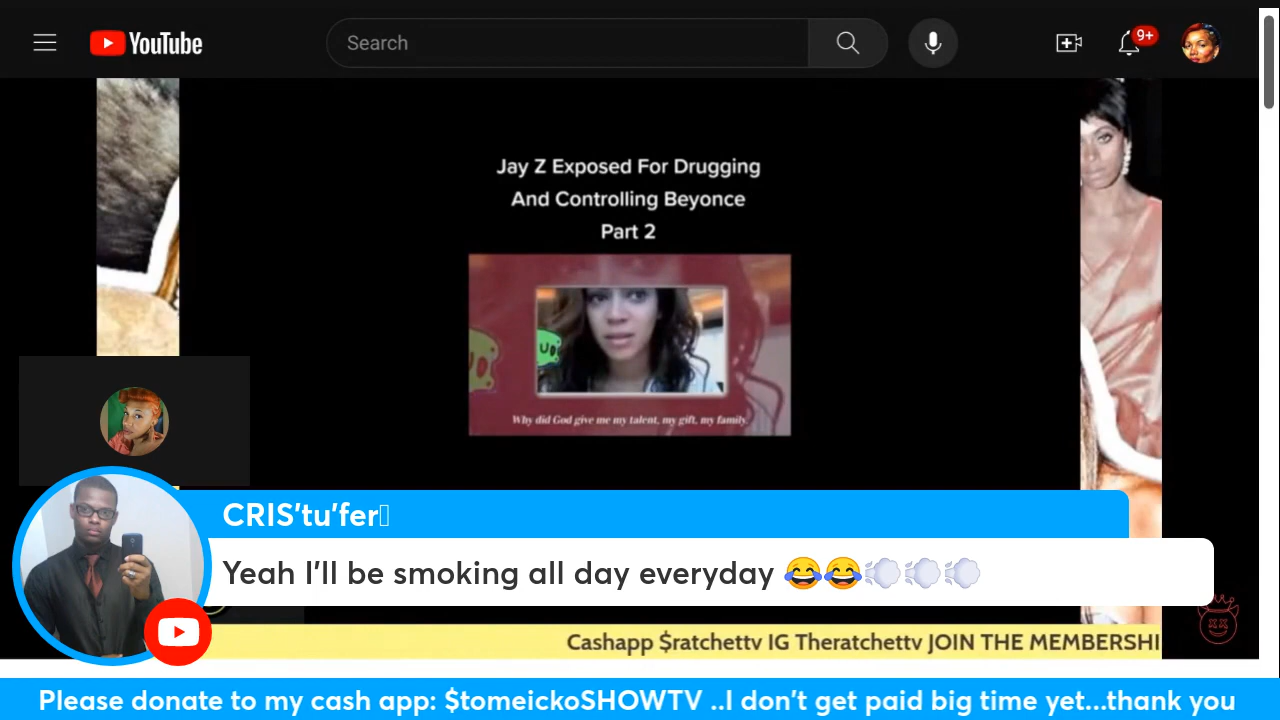 YouTube
Search
9+
Jay Z Exposed For Drugging
And Controlling Beyonce
Part 2
Why did God give me my talent, my gift, my family.
CRIS'tu'fer
Yeah I'll be smoking all day everyday 😂😂💨💨💨
Cashapp $ratchettv IG Theratchettv JOIN THE MEMBERSHI
Please donate to my cash app: $tomeickoSHOWTV ..I don't get paid big time yet...thank you